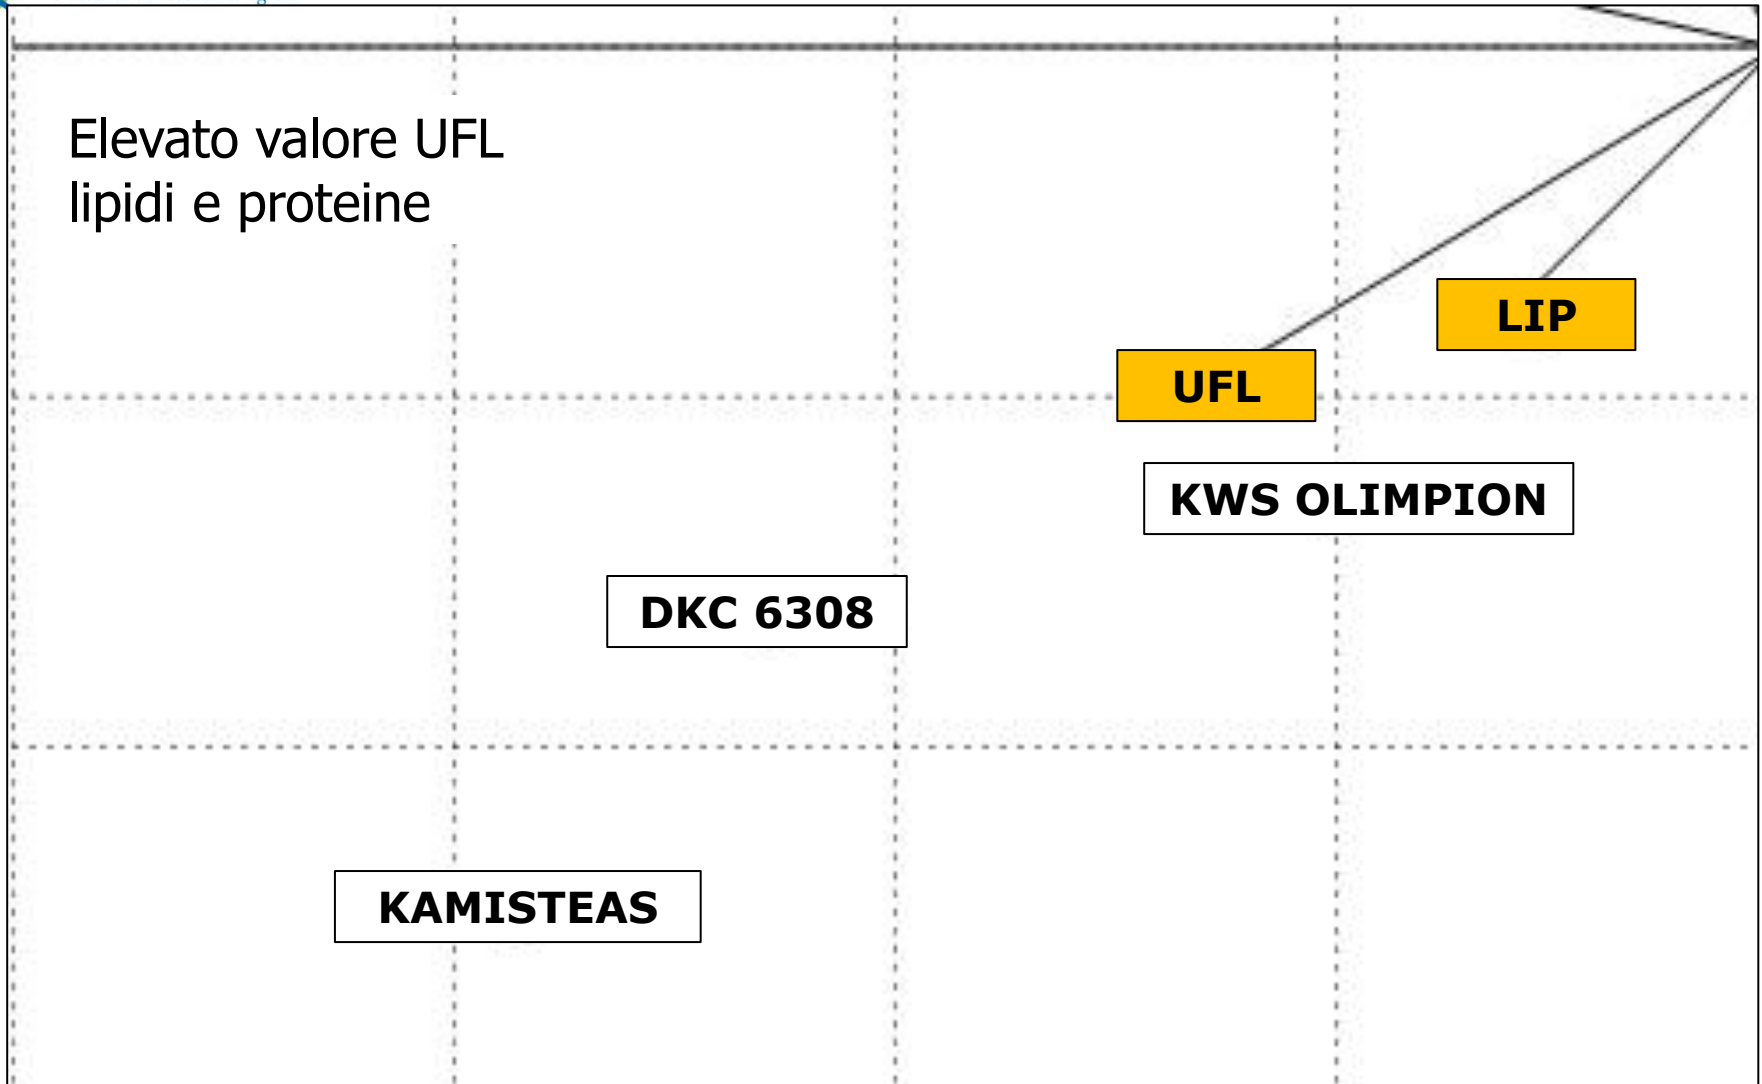 Elevato valore UFL
lipidi e proteine
LIP
UFL
KWS OLIMPION
DKC 6308
KAMISTEAS